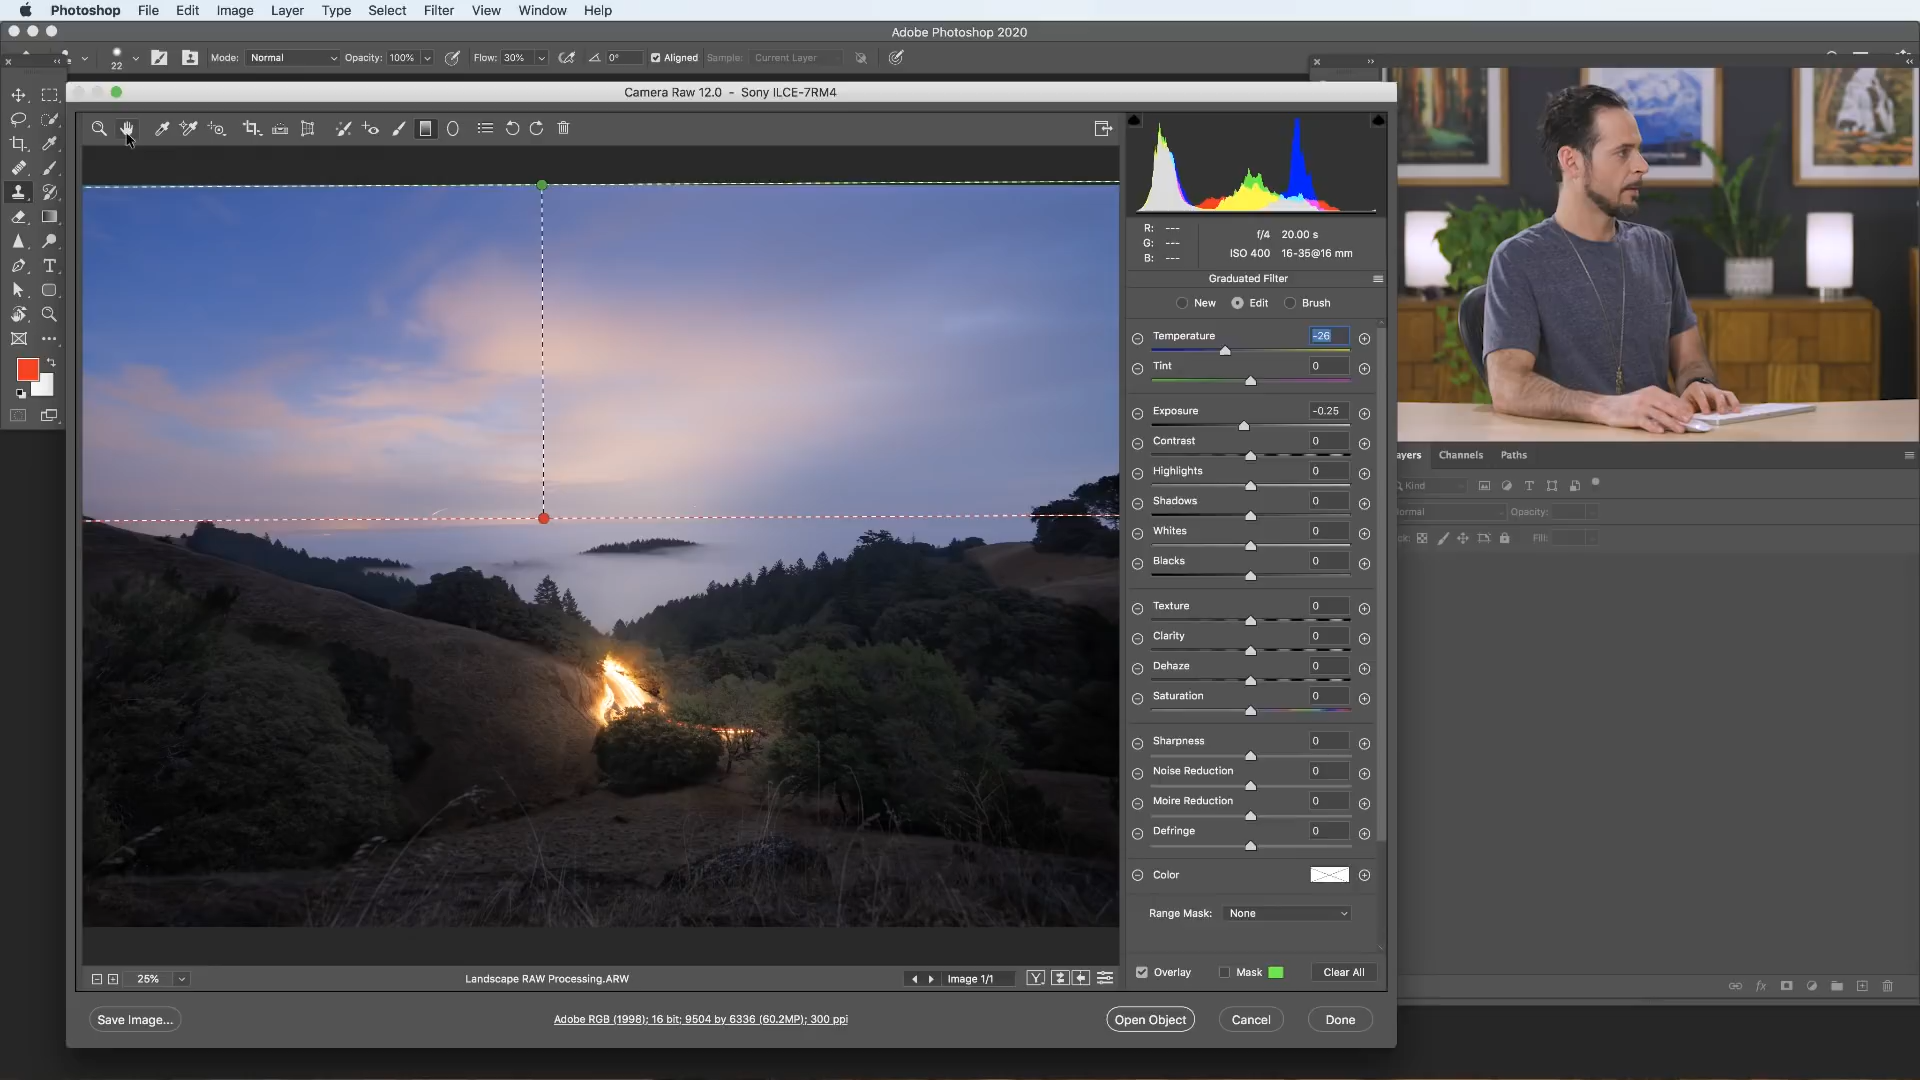 Photoshop File Edit Image Layer Type Select Filter View Window Help
Adobe Photoshop 2020
22 Mode: Normal Opacity: 100% Flow: 30% 0° Aligned Sample: Current Layer
Camera Raw 12.0 - Sony ILCE-7RM4
R: ---
G: ---
B: ---
f/4 20.00 s
ISO 400 16-35@16 mm
Graduated Filter
New Edit Brush
Temperature -26
Tint 0
Exposure -0.25
Contrast 0
Highlights 0
Shadows 0
Whites 0
Blacks 0
Texture 0
Clarity 0
Dehaze 0
Saturation 0
Sharpness 0
Noise Reduction 0
Moire Reduction 0
Defringe 0
Color
Range Mask: None
Overlay Mask Clear All
25% Landscape RAW Processing.ARW Image 1/1 Y
Save Image... Adobe RGB (1998); 16 bit; 9504 by 6336 (60.2MP); 300 ppi Open Object Cancel Done
ayers Channels Paths
Kind T
ormal Opacity:
ck: Fill:
fx